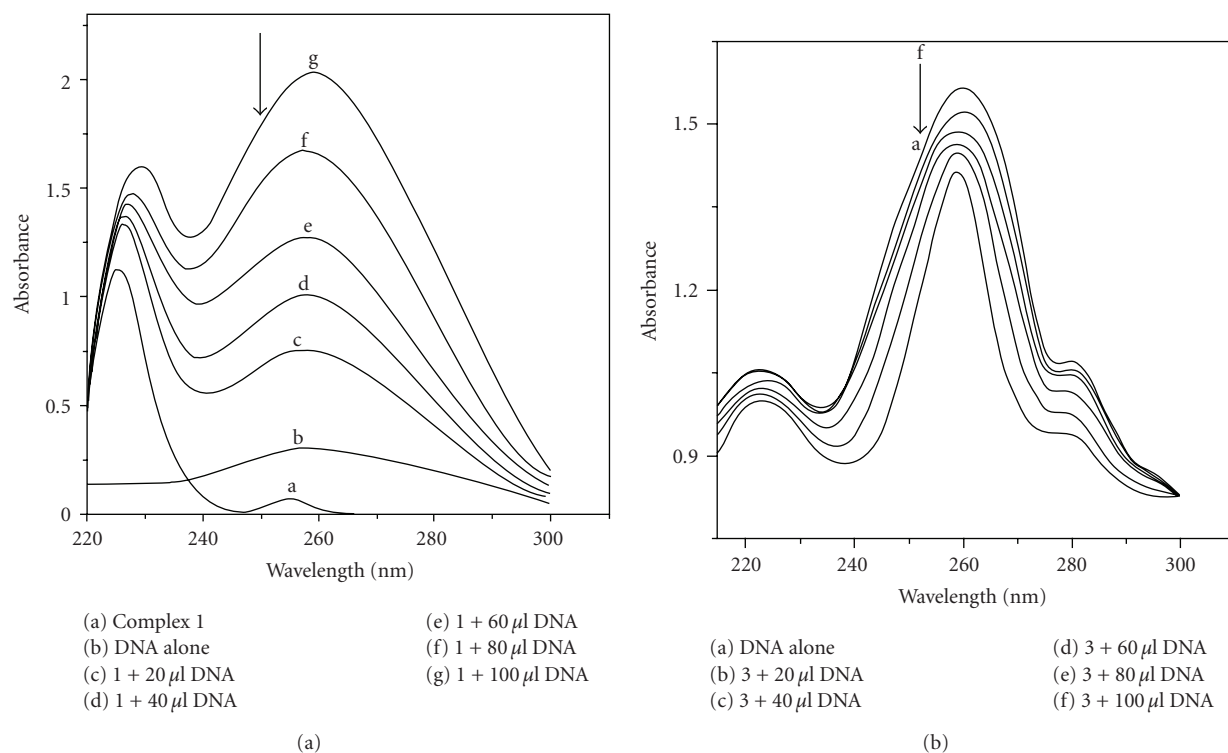 2
1.5
1
0.5
0
Absorbance
g
f
e
d
c
b
a
220
240
260
280
300
Wavelength (nm)
(a) Complex 1
(b) DNA alone
(c) 1 + 20 μl DNA
(d) 1 + 40 μl DNA
(e) 1 + 60 μl DNA
(f) 1 + 80 μl DNA
(g) 1 + 100 μl DNA
(a)
1.5
1.2
0.9
Absorbance
f
a
220
240
260
280
300
Wavelength (nm)
(a) DNA alone
(b) 3 + 20 μl DNA
(c) 3 + 40 μl DNA
(d) 3 + 60 μl DNA
(e) 3 + 80 μl DNA
(f) 3 + 100 μl DNA
(b)